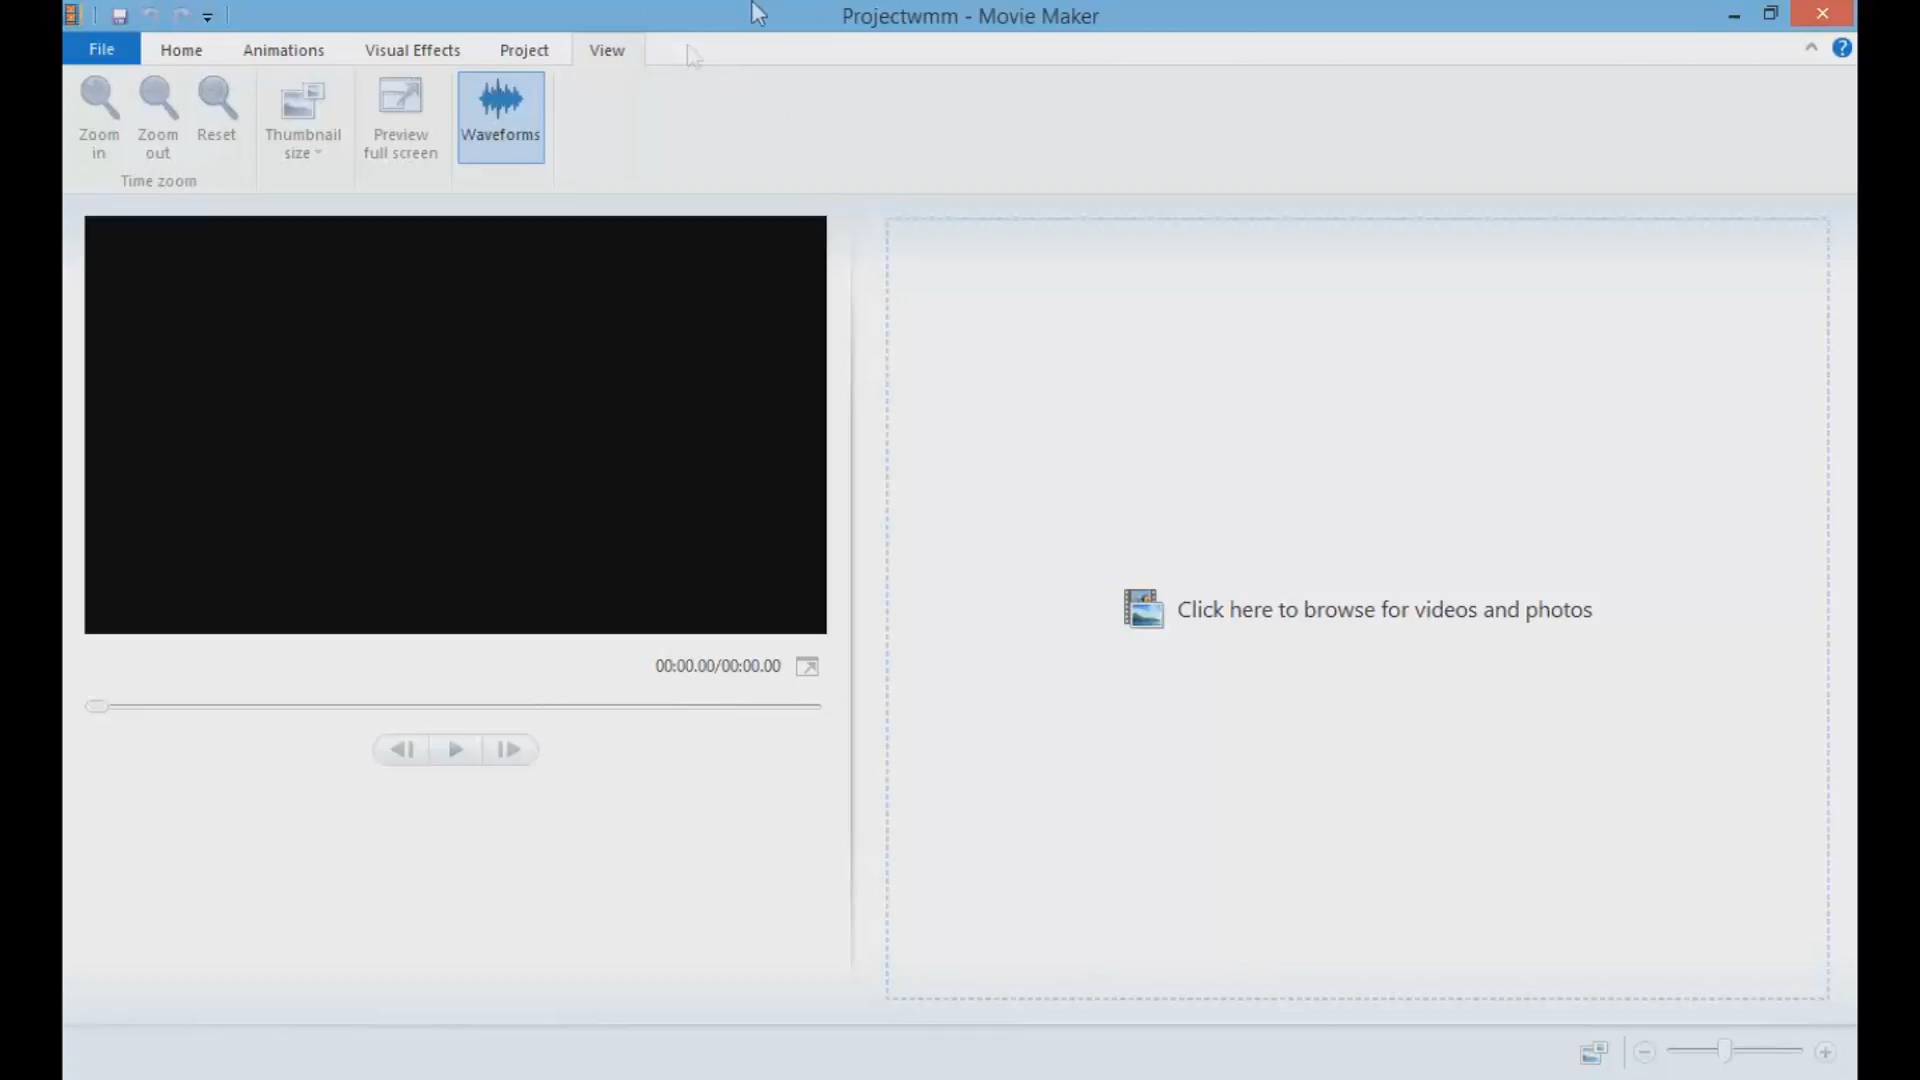 Projectwmm - Movie Maker
File Home Animations Visual Effects Project View
Zoom in
Zoom out
Reset
Thumbnail size
Preview full screen
Waveforms
Time zoom
Click here to browse for videos and photos
00:00.00/00:00.00